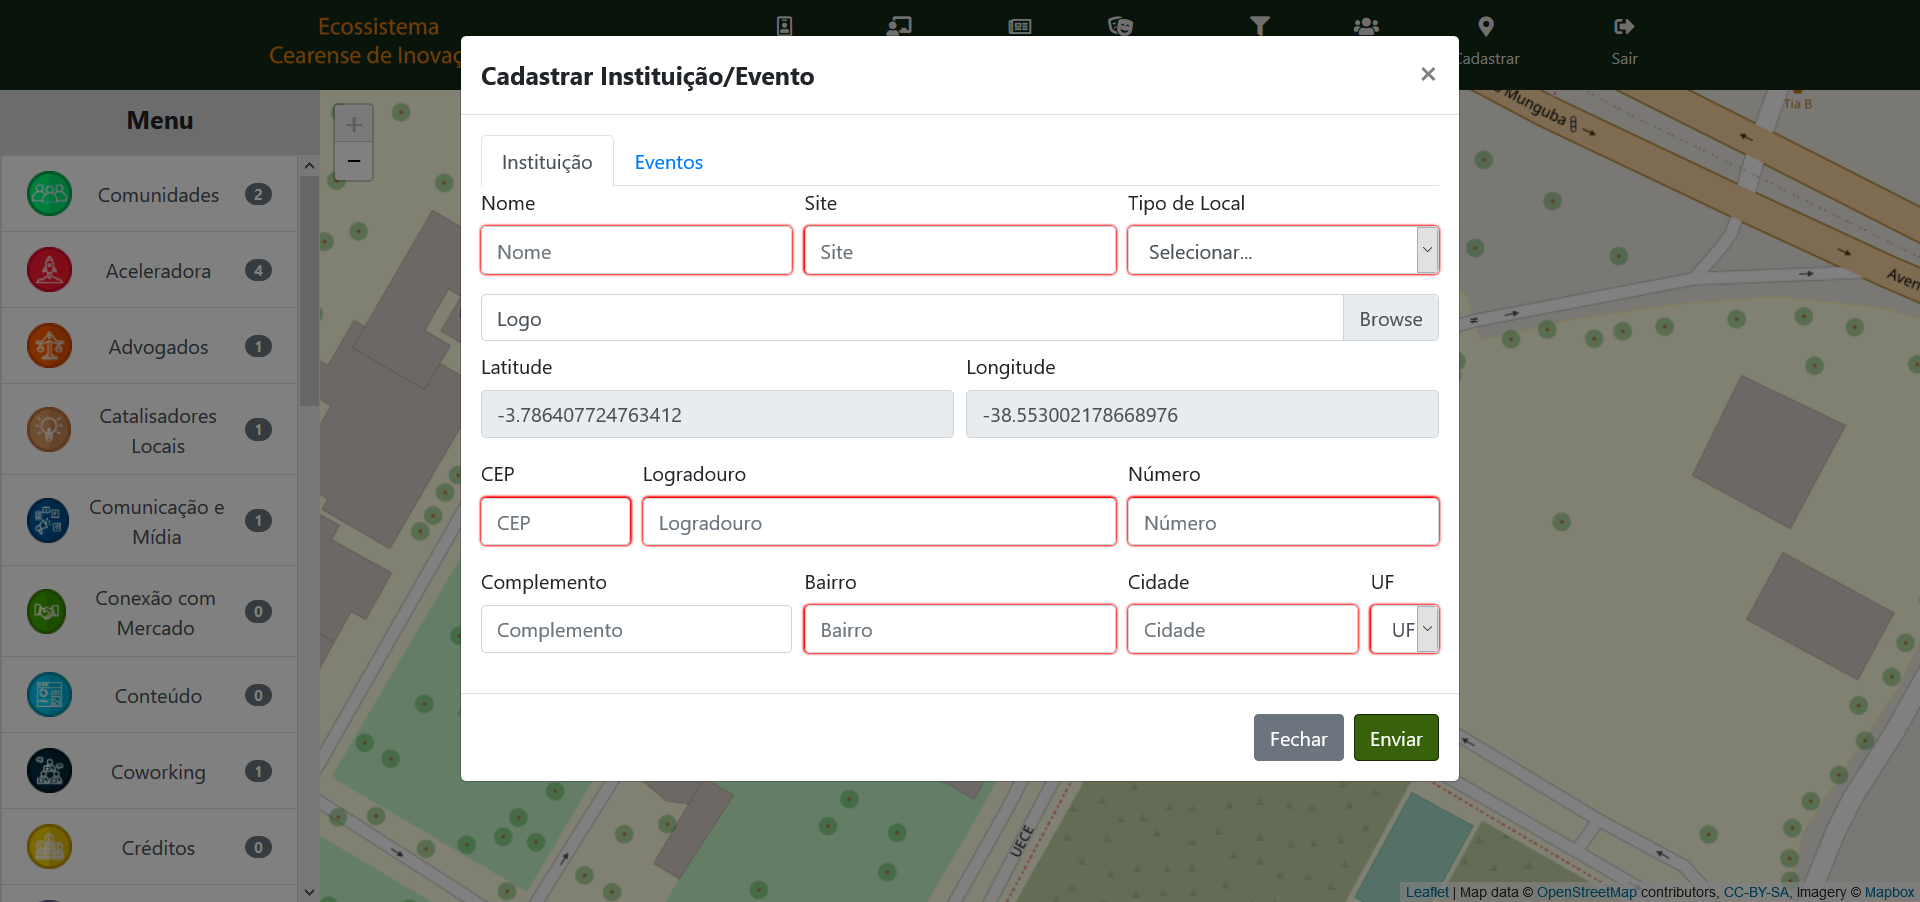 Ecossistema
Cearense de Inovaç
Cadastrar
Sair
Menu
Comunidades 2
Aceleradora 4
Advogados 1
Catalisadores
Locais 1
Comunicação e
Mídia 1
Conexão com
Mercado 0
Conteúdo 0
Coworking 1
Créditos 0
+
−
Cadastrar Instituição/Evento ×
Instituição Eventos
Nome Site Tipo de Local
Nome Site Selecionar...
Logo Browse
Latitude Longitude
-3.786407724763412 -38.553002178668976
CEP Logradouro Número
CEP Logradouro Número
Complemento Bairro Cidade UF
Complemento Bairro Cidade UF
Fechar Enviar
Munguba
Tia B
Aven
UECE
Leaflet | Map data © OpenStreetMap contributors, CC-BY-SA, Imagery © Mapbox